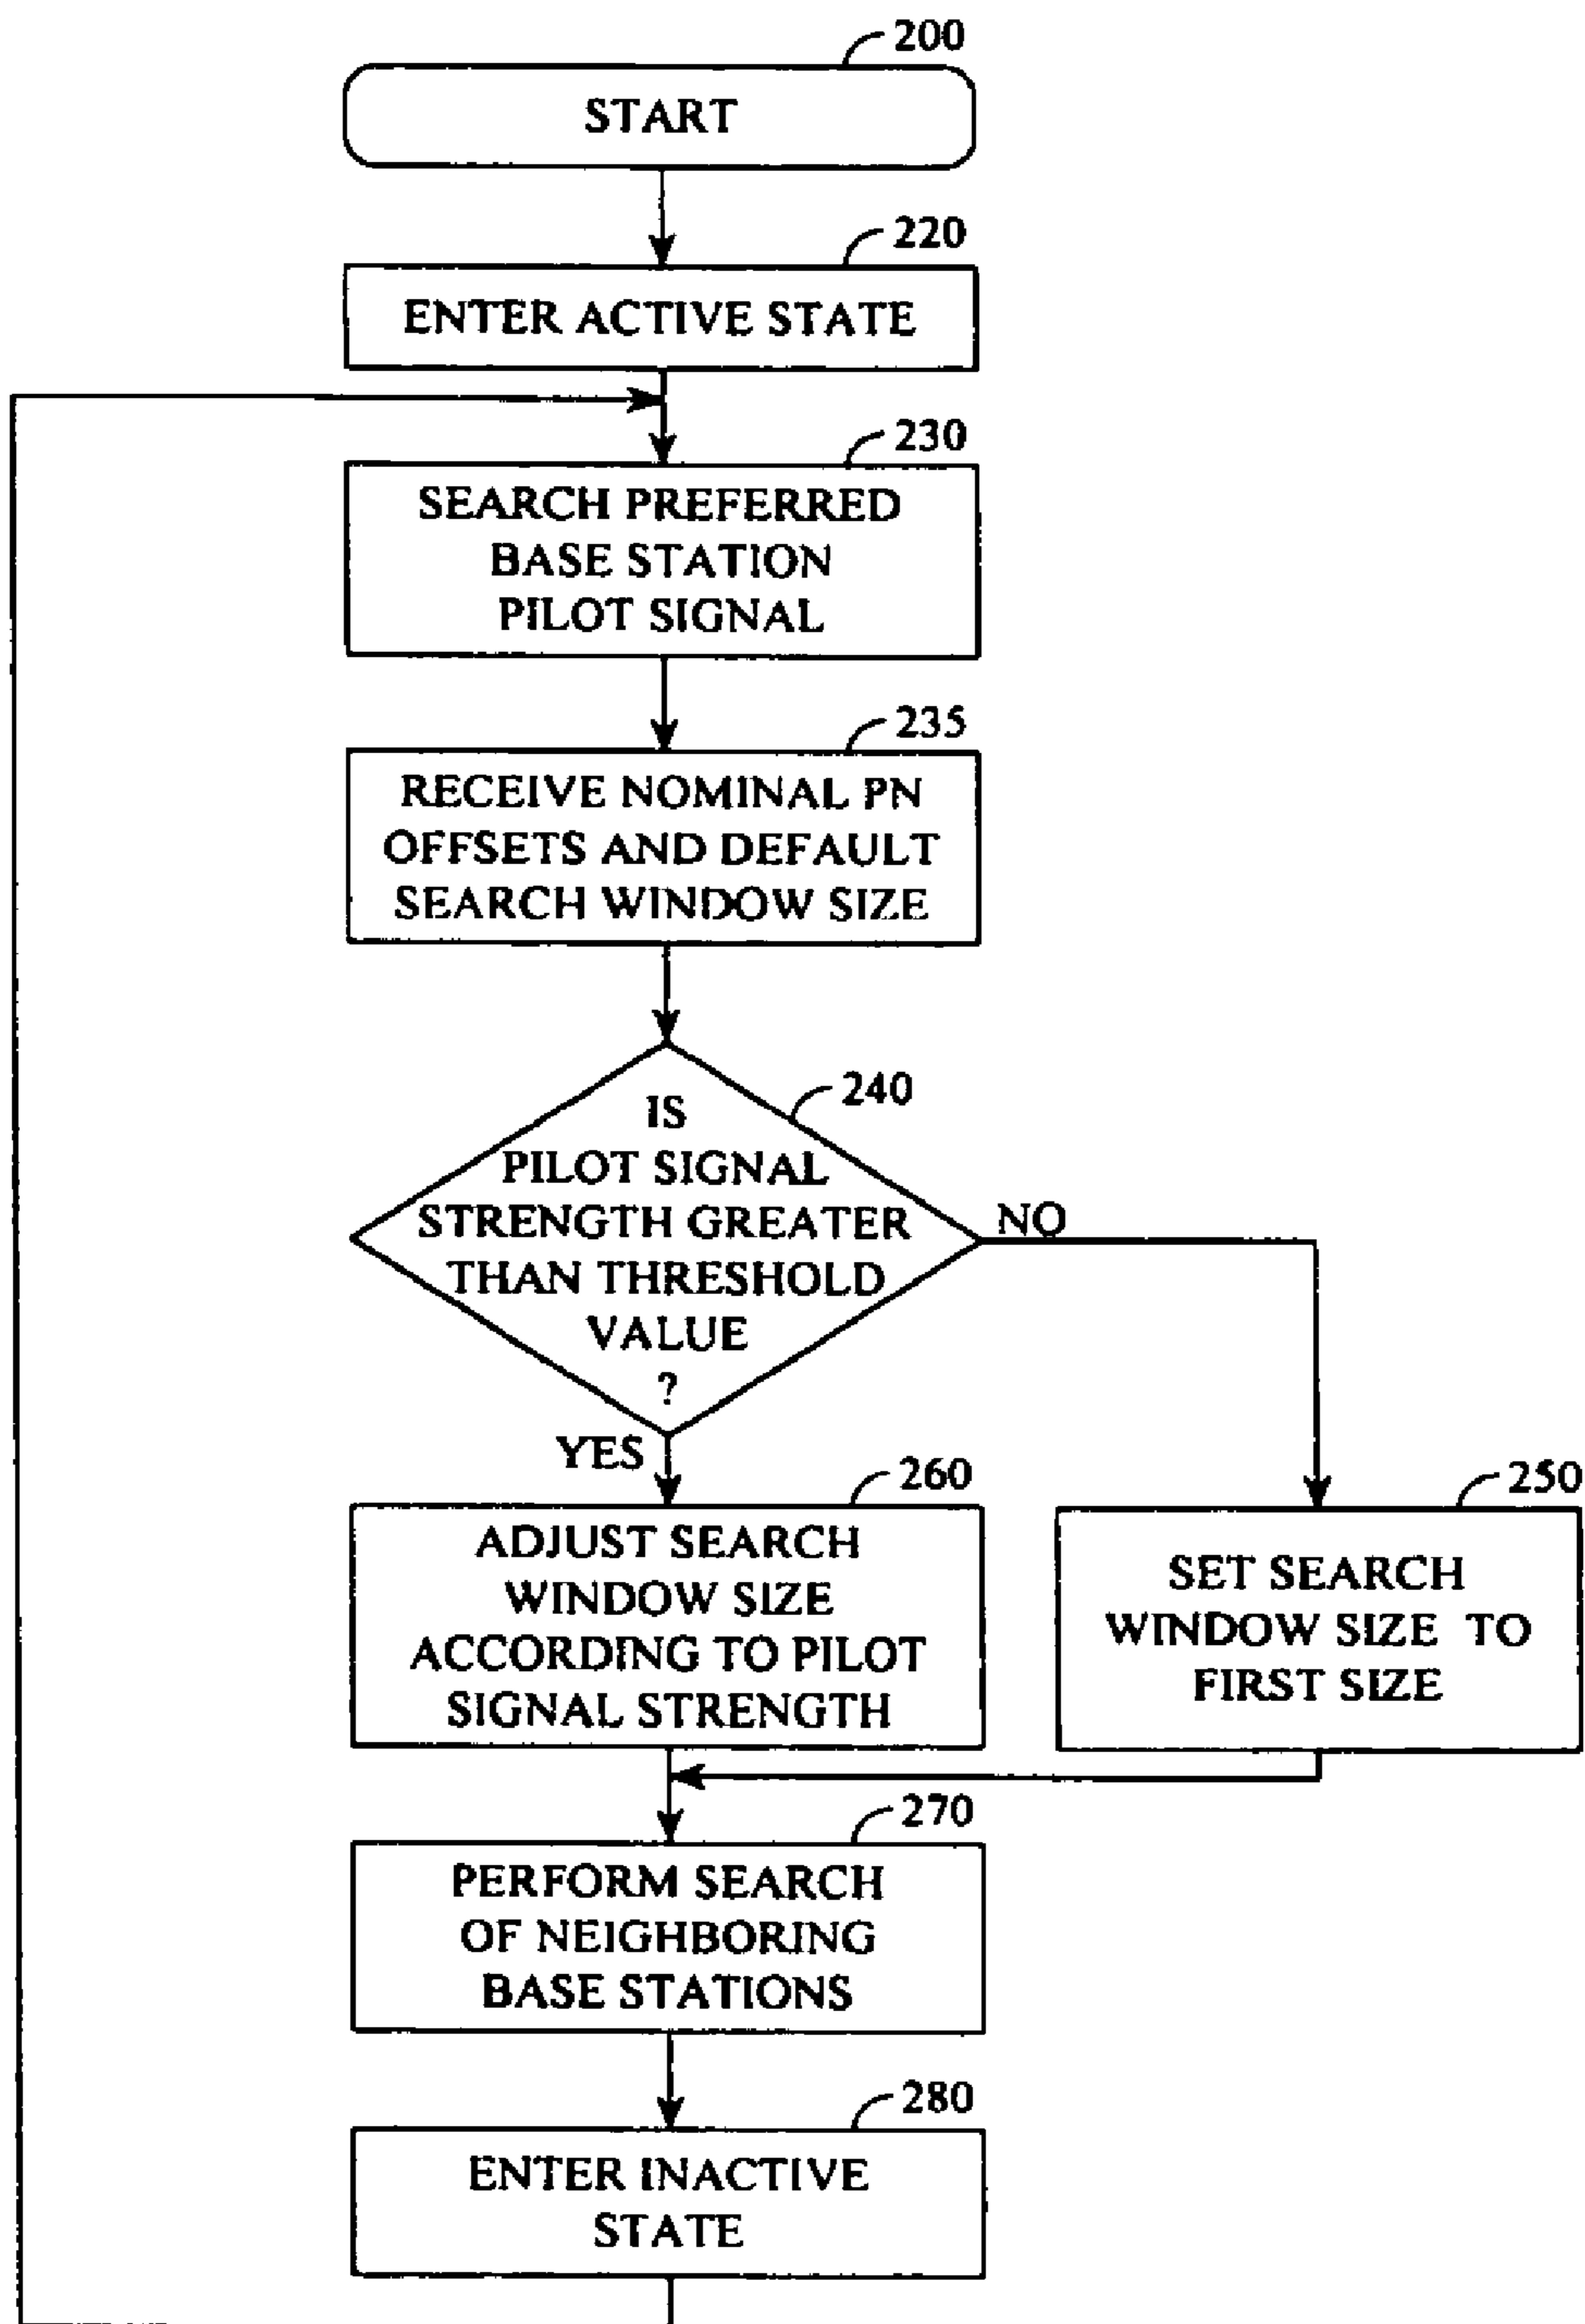 200
START
220
ENTER ACTIVE STATE
230
SEARCH PREFERRED
BASE STATION
PILOT SIGNAL
235
RECEIVE NOMINAL PN
OFFSETS AND DEFAULT
SEARCH WINDOW SIZE
240
IS
PILOT SIGNAL
STRENGTH GREATER
THAN THRESHOLD
VALUE
?
NO
YES
260
ADJUST SEARCH
WINDOW SIZE
ACCORDING TO PILOT
SIGNAL STRENGTH
250
SET SEARCH
WINDOW SIZE TO
FIRST SIZE
270
PERFORM SEARCH
OF NEIGHBORING
BASE STATIONS
280
ENTER INACTIVE
STATE